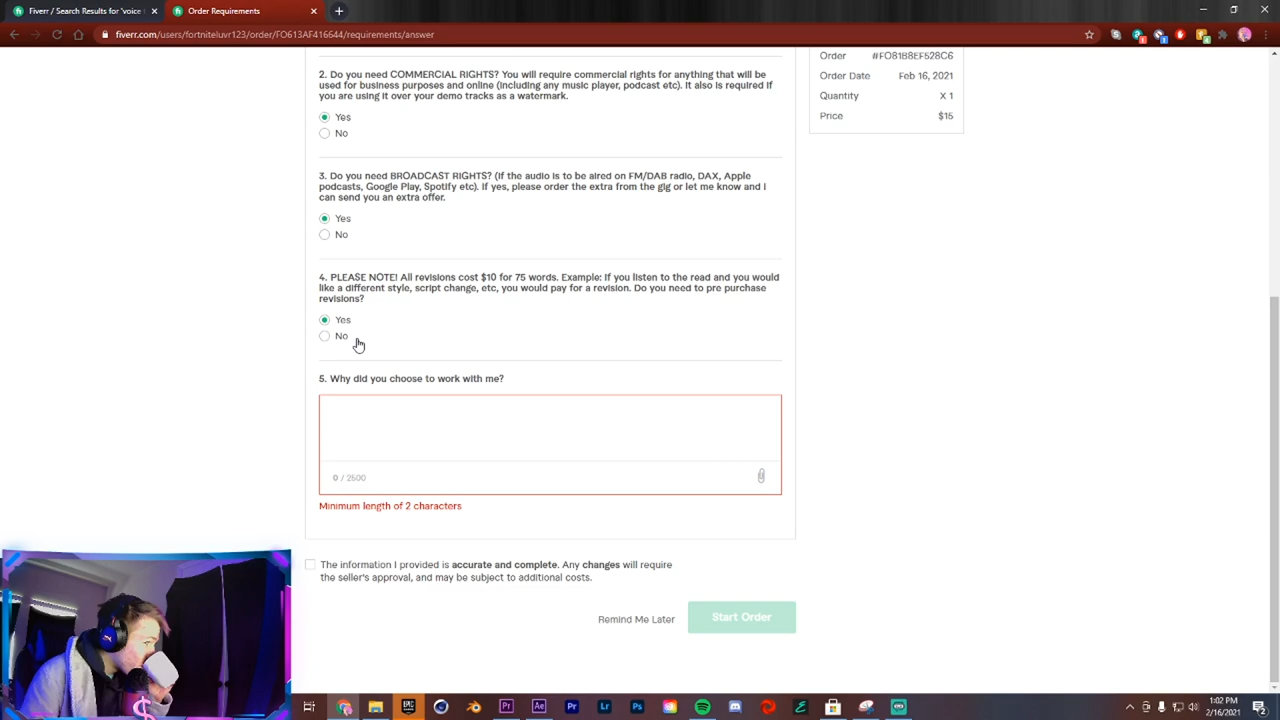 Fiverr / Search Results for 'voice
Order Requirements
fiverr.com/users/fortniteluvr123/order/FO613AF416644/requirements/answer
2. Do you need COMMERCIAL RIGHTS? You will require commercial rights for anything that will be
used for business purposes and online (including any music player, podcast etc). It also is required if
you are using it over your demo tracks as a watermark.
Yes
No
3. Do you need BROADCAST RIGHTS? (If the audio is to be aired on FM/DAB radio, DAX, Apple
podcasts, Google Play, Spotify etc). If yes, please order the extra from the gig or let me know and I
can send you an extra offer.
Yes
No
4. PLEASE NOTE! All revisions cost $10 for 75 words. Example: If you listen to the read and you would
like a different style, script change, etc, you would pay for a revision. Do you need to pre purchase
revisions?
Yes
No
5. Why did you choose to work with me?
0 / 2500
Minimum length of 2 characters
The information I provided is accurate and complete. Any changes will require
the seller's approval, and may be subject to additional costs.
Remind Me Later
Start Order
Order #FO81B8EF528C6
Order Date Feb 16, 2021
Quantity X 1
Price $15
1:02 PM
2/16/2021